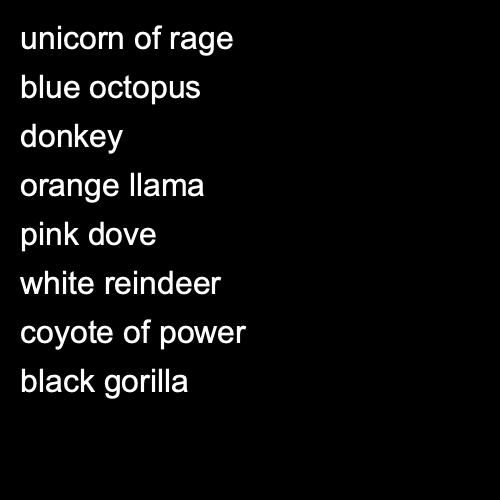 unicorn of rage
blue octopus
donkey
orange llama
pink dove
white reindeer
coyote of power
black gorilla